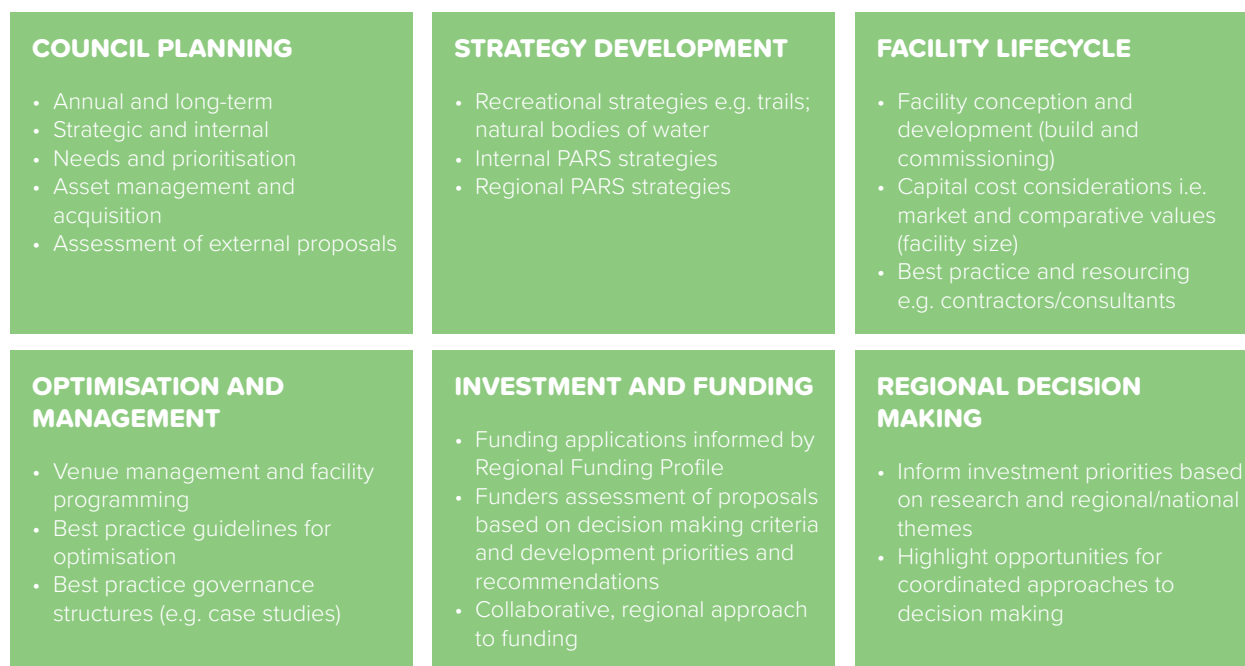 COUNCIL PLANNING
• Annual and long-term
• Strategic and internal
• Needs and prioritisation
• Asset management and
acquisition
• Assessment of external proposals
STRATEGY DEVELOPMENT
• Recreational strategies e.g. trails;
natural bodies of water
• Internal PARS strategies
• Regional PARS strategies
FACILITY LIFECYCLE
• Facility conception and
development (build and
commissioning)
• Capital cost considerations i.e.
market and comparative values
(facility size)
• Best practice and resourcing
e.g. contractors/consultants
OPTIMISATION AND
MANAGEMENT
• Venue management and facility
programming
• Best practice guidelines for
optimisation
• Best practice governance
structures (e.g. case studies)
INVESTMENT AND FUNDING
• Funding applications informed by
Regional Funding Profile
• Funders assessment of proposals
based on decision making criteria
and development priorities and
recommendations
• Collaborative, regional approach
to funding
REGIONAL DECISION
MAKING
• Inform investment priorities based
on research and regional/national
themes
• Highlight opportunities for
coordinated approaches to
decision making